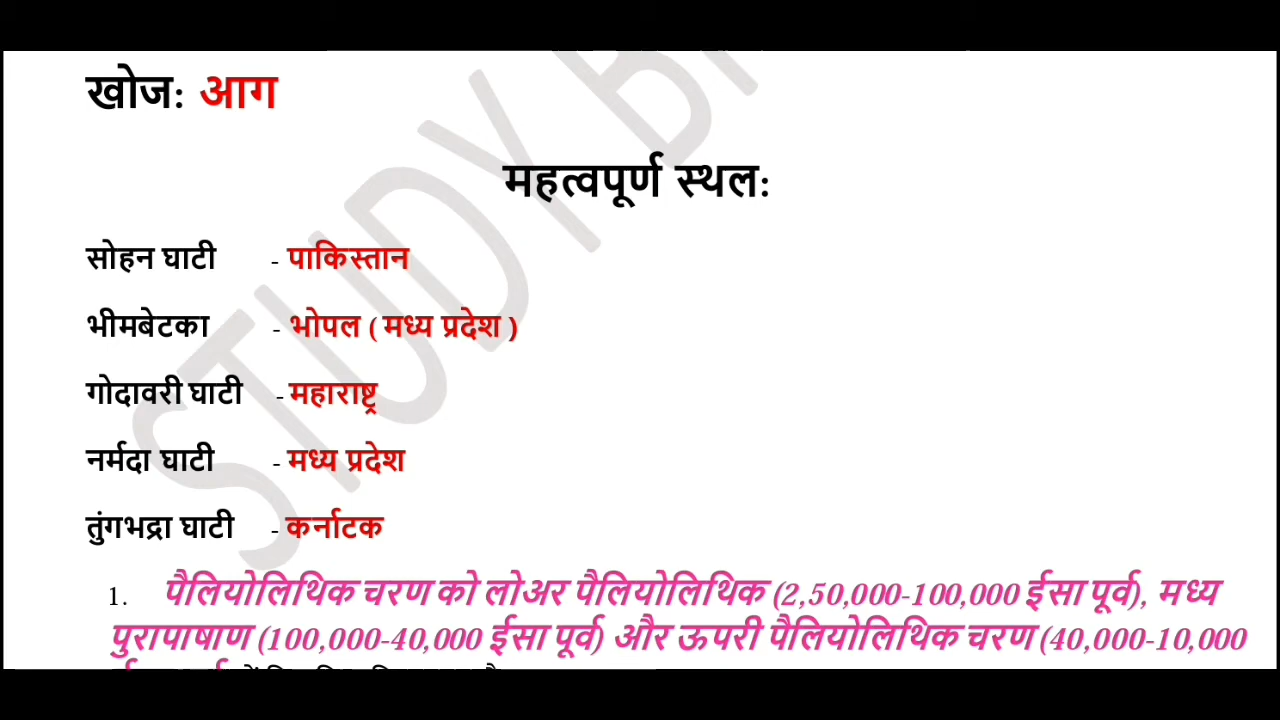 खोज: आग
महत्वपूर्ण स्थल:
सोहन घाटी - पाकिस्तान
भीमबेटका - भोपल ( मध्य प्रदेश )
गोदावरी घाटी - महाराष्ट्र
नर्मदा घाटी - मध्य प्रदेश
तुंगभद्रा घाटी - कर्नाटक
1. पैलियोलिथिक चरण को लोअर पैलियोलिथिक (2,50,000-100,000 ईसा पूर्व), मध्य
पुरापाषाण (100,000-40,000 ईसा पूर्व) और ऊपरी पैलियोलिथिक चरण (40,000-10,000
STUDY